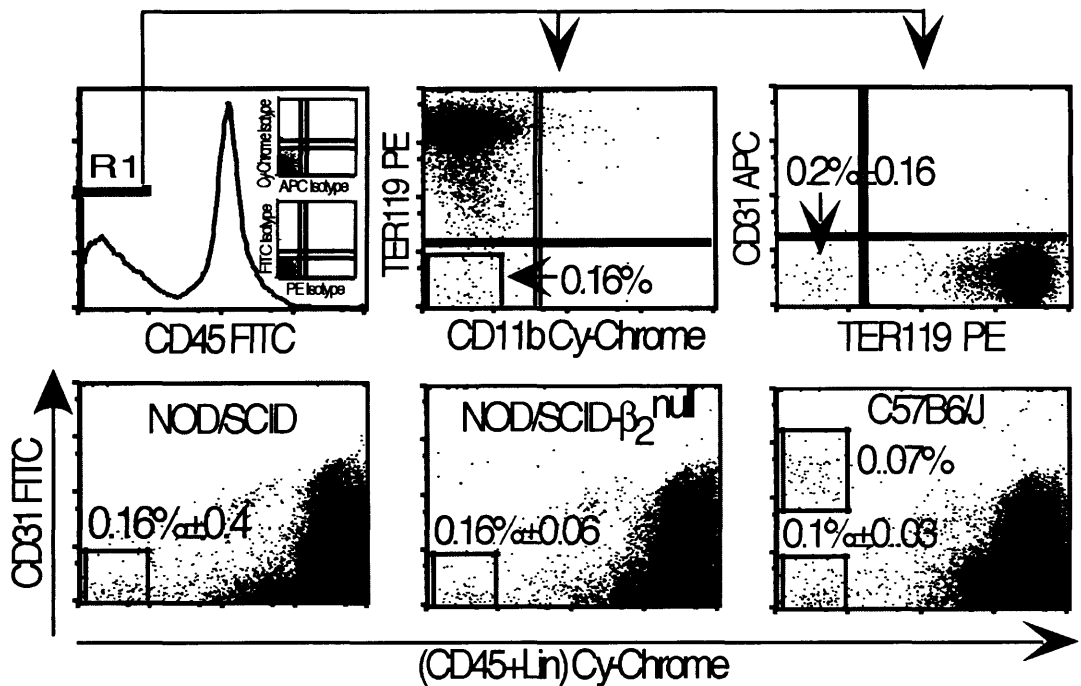 R1
Cy-Chrome Isotype
APC Isotype
FITC Isotype
PE Isotype
CD45 FITC
TER119 PE
0.16%
CD11b Cy-Chrome
CD31 APC
0.2%±0.16
TER119 PE
CD31 FITC
NOD/SCID
0.16%±0.4
NOD/SCID-β2null
0.16%±0.06
C57B6/J
0..07%
0.1%±0..03
(CD45+Lin) Cy-Chrome